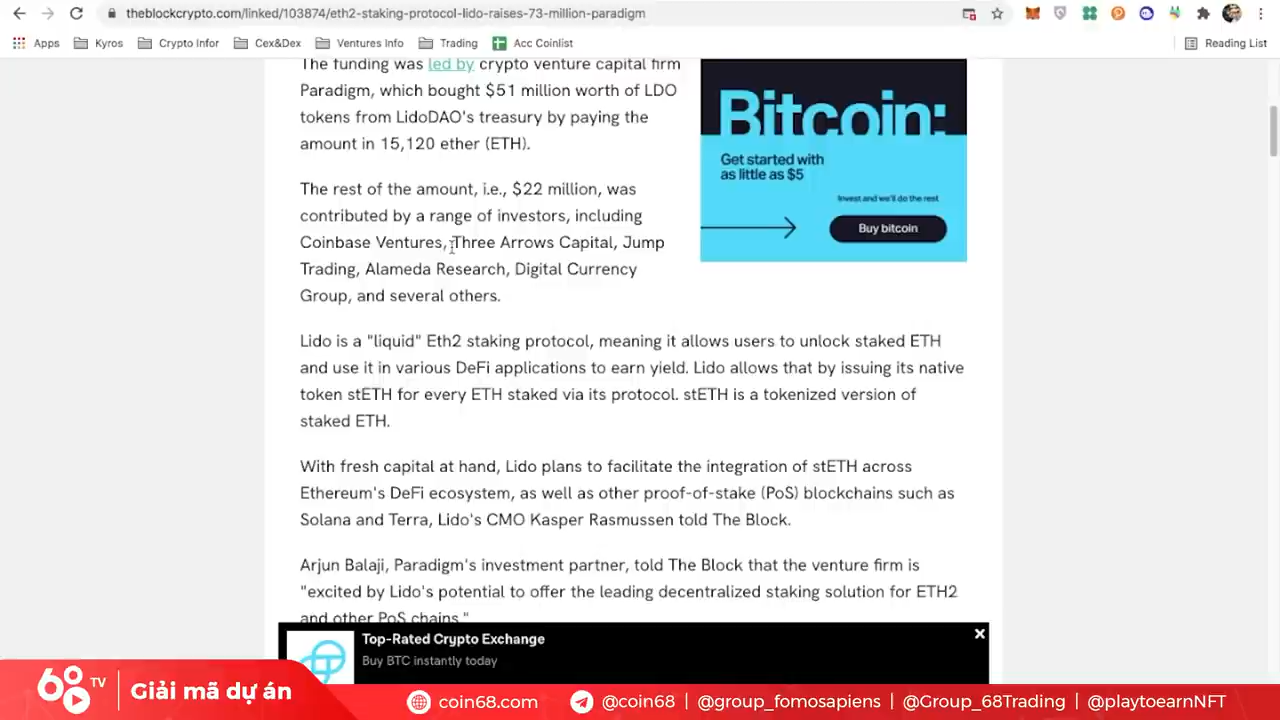 theblockcrypto.com/linked/103874/eth2-staking-protocol-lido-raises-73-million-paradigm
Apps Kyros Crypto Infor Cex&Dex Ventures Info Trading Acc Coinlist Reading List
The funding was led by crypto venture capital firm
Paradigm, which bought $51 million worth of LDO
tokens from LidoDAO's treasury by paying the
amount in 15,120 ether (ETH).
The rest of the amount, i.e., $22 million, was
contributed by a range of investors, including
Coinbase Ventures, Three Arrows Capital, Jump
Trading, Alameda Research, Digital Currency
Group, and several others.
Bitcoin:
Get started with
as little as $5
Invest and we'll do the rest
Buy bitcoin
Lido is a "liquid" Eth2 staking protocol, meaning it allows users to unlock staked ETH
and use it in various DeFi applications to earn yield. Lido allows that by issuing its native
token stETH for every ETH staked via its protocol. stETH is a tokenized version of
staked ETH.
With fresh capital at hand, Lido plans to facilitate the integration of stETH across
Ethereum's DeFi ecosystem, as well as other proof-of-stake (PoS) blockchains such as
Solana and Terra, Lido's CMO Kasper Rasmussen told The Block.
Arjun Balaji, Paradigm's investment partner, told The Block that the venture firm is
"excited by Lido's potential to offer the leading decentralized staking solution for ETH2
and other PoS chains."
Top-Rated Crypto Exchange
Buy BTC instantly today
68 TV
Giải mã dự án
coin68.com @coin68 | @group_fomosapiens | @Group_68Trading | @playtoearnNFT